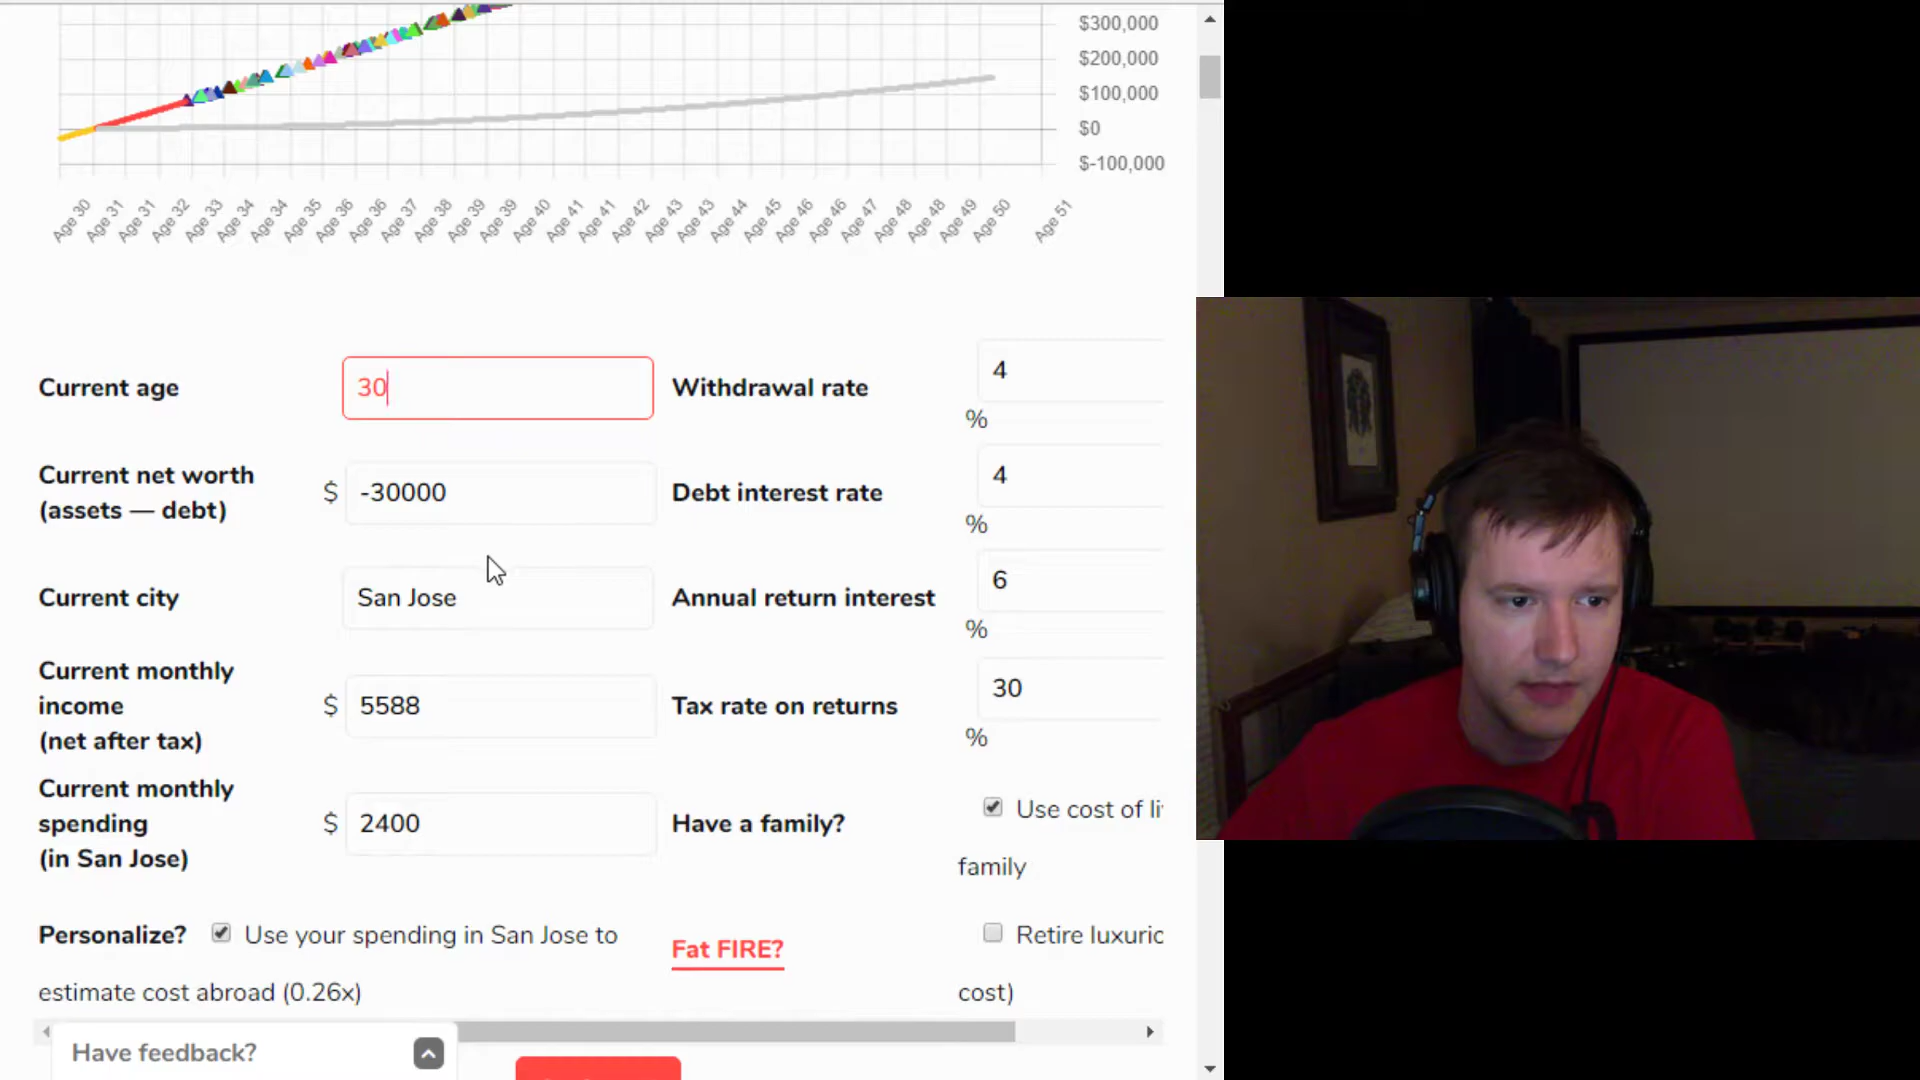 $300,000
$200,000
$100,000
$0
$-100,000
Age 30 Age 31 Age 31 Age 32 Age 33 Age 34 Age 34 Age 35 Age 36 Age 36 Age 37 Age 38 Age 39 Age 39 Age 40 Age 41 Age 41 Age 42 Age 43 Age 43 Age 44 Age 45 Age 46 Age 46 Age 47 Age 48 Age 48 Age 49 Age 50 Age 51
Current age
30
Withdrawal rate
4
%
Current net worth
(assets — debt)
$ -30000
Debt interest rate
4
%
Current city
San Jose
Annual return interest
6
%
Current monthly
income
(net after tax)
$ 5588
Tax rate on returns
30
%
Current monthly
spending
(in San Jose)
$ 2400
Have a family?
Use cost of li
family
Personalize? Use your spending in San Jose to
estimate cost abroad (0.26x)
Fat FIRE?
Retire luxuric
cost)
Have feedback?